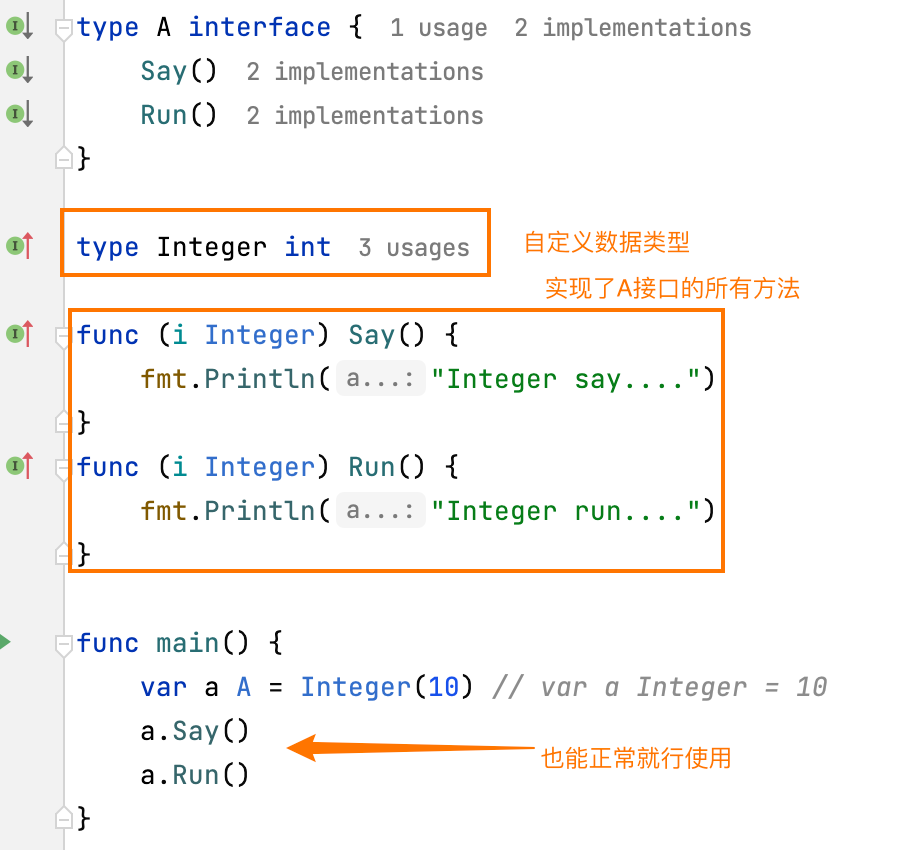 type A interface { 1 usage 2 implementations
Say() 2 implementations
Run() 2 implementations
}
type Integer int 3 usages
自定义数据类型
实现了A接口的所有方法
func (i Integer) Say() {
fmt.Println( a...: "Integer say....")
}
func (i Integer) Run() {
fmt.Println( a...: "Integer run....")
}
func main() {
var a A = Integer(10) // var a Integer = 10
a.Say()
也能正常就行使用
a.Run()
}